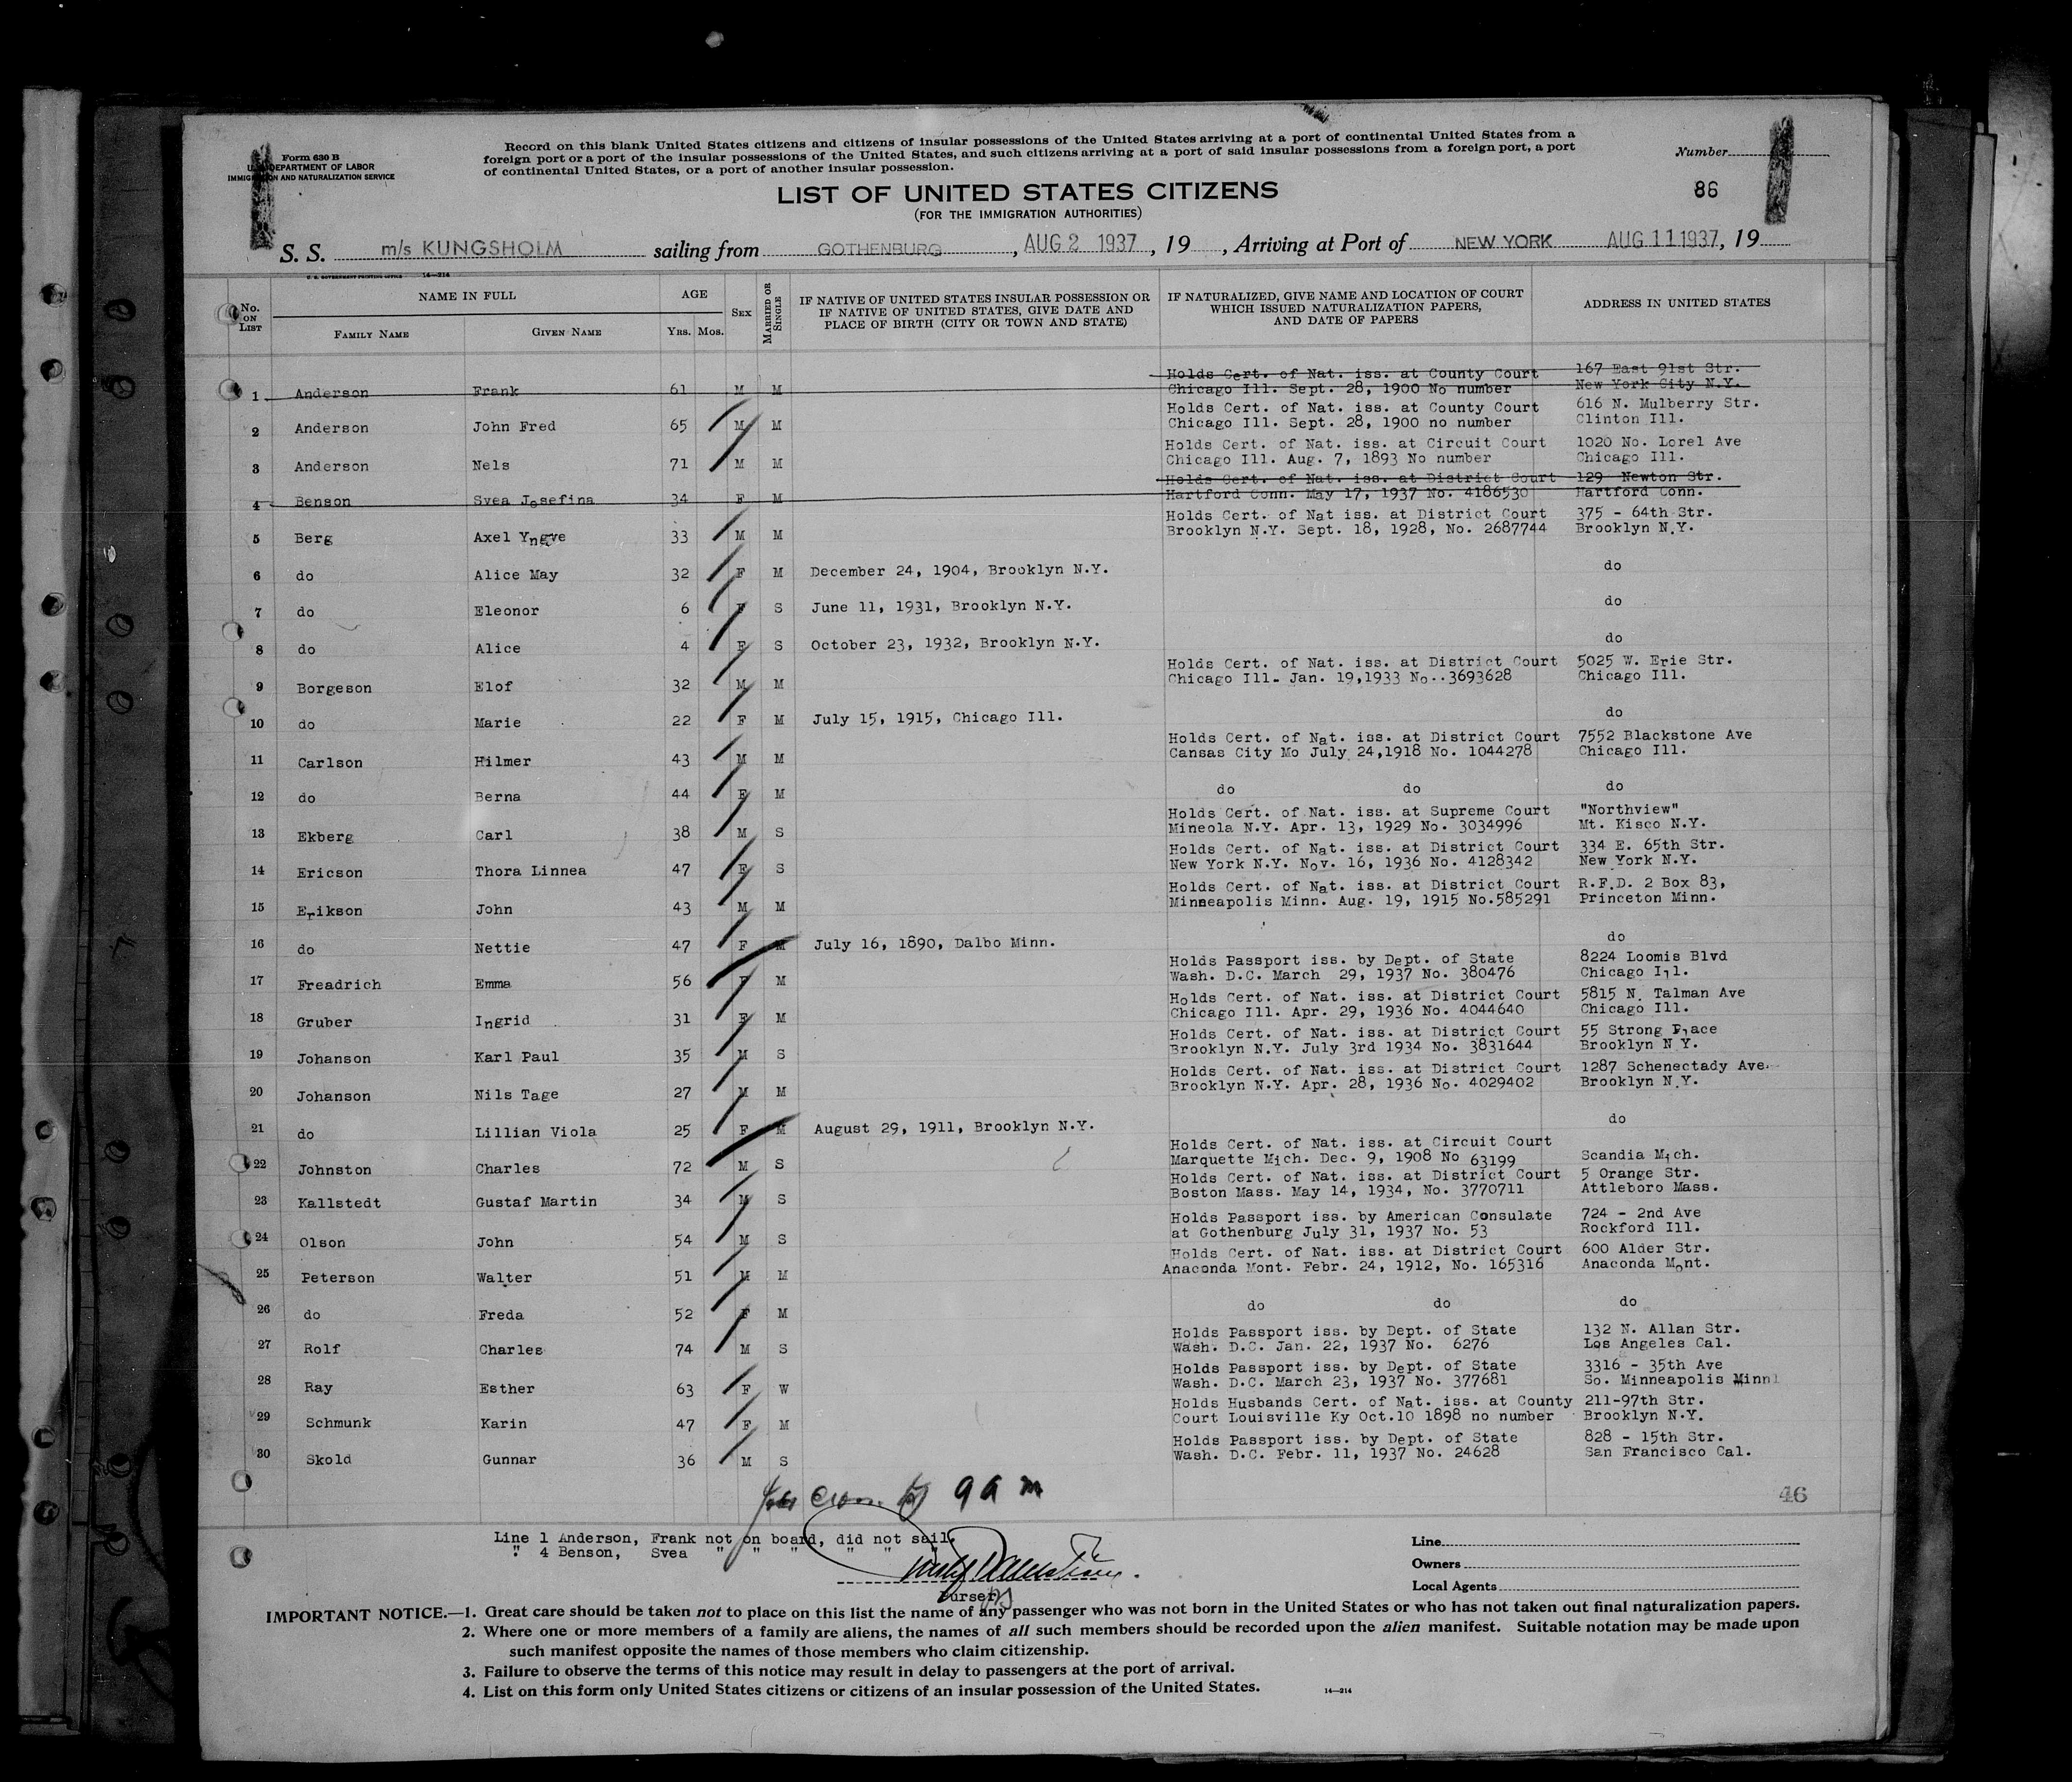 Form 630 B
U. S. DEPARTMENT OF LABOR
IMMIGRATION AND NATURALIZATION SERVICE
Record on this blank United States citizens and citizens of insular possessions of the United States arriving at a port of continental United States from a
foreign port or a port of the insular possessions of the United States, and such citizens arriving at a port of said insular possessions from a foreign port, a port
of continental United States, or a port of another insular possession.
Number
86
LIST OF UNITED STATES CITIZENS
(FOR THE IMMIGRATION AUTHORITIES)
S. S. m/s KUNGSHOLM sailing from GOTHENBURG, AUG 2 1937, 19 , Arriving at Port of NEW YORK AUG 11 1937, 19
U. S. GOVERNMENT PRINTING OFFICE 14—214
No. ON LIST
NAME IN FULL
FAMILY NAME
GIVEN NAME
AGE
YRS. MOS.
SEX
MARRIED OR SINGLE
IF NATIVE OF UNITED STATES INSULAR POSSESSION OR
IF NATIVE OF UNITED STATES, GIVE DATE AND
PLACE OF BIRTH (CITY OR TOWN AND STATE)
IF NATURALIZED, GIVE NAME AND LOCATION OF COURT
WHICH ISSUED NATURALIZATION PAPERS,
AND DATE OF PAPERS
ADDRESS IN UNITED STATES
Holds Cert. of Nat. iss. at County Court 167 East 91st Str.
1 Anderson Frank 61 M M Chicago Ill. Sept. 28, 1900 No number New York City N.Y.
Holds Cert. of Nat. iss. at County Court 616 N. Mulberry Str.
2 Anderson John Fred 65 M M Chicago Ill. Sept. 28, 1900 no number Clinton Ill.
Holds Cert. of Nat. iss. at Circuit Court 1020 No. Lorel Ave
3 Anderson Nels 71 M M Chicago Ill. Aug. 7, 1893 No number Chicago Ill.
Holds Cert. of Nat. iss. at District Court 129 Newton Str.
4 Benson Svea Josefina 34 F M Hartford Conn. May 17, 1937 No. 4186530 Hartford Conn.
Holds Cert. of Nat iss. at District Court 375 - 64th Str.
5 Berg Axel Yngve 33 M M Brooklyn N.Y. Sept. 18, 1928, No. 2687744 Brooklyn N.Y.
6 do Alice May 32 F M December 24, 1904, Brooklyn N.Y. do
7 do Eleonor 6 F S June 11, 1931, Brooklyn N.Y. do
8 do Alice 4 F S October 23, 1932, Brooklyn N.Y. do
Holds Cert. of Nat. iss. at District Court 5025 W. Erie Str.
9 Borgeson Elof 32 M M Chicago Ill. Jan. 19,1933 No..3693628 Chicago Ill.
10 do Marie 22 F M July 15, 1915, Chicago Ill. do
Holds Cert. of Nat. iss. at District Court 7552 Blackstone Ave
11 Carlson Hilmer 43 M M Cansas City Mo July 24,1918 No. 1044278 Chicago Ill.
12 do Berna 44 F M do do do
Holds Cert. of Nat. iss. at Supreme Court "Northview"
13 Ekberg Carl 38 M S Mineola N.Y. Apr. 13, 1929 No. 3034996 Mt. Kisco N.Y.
Holds Cert. of Nat. iss. at District Court 334 E. 65th Str.
14 Ericson Thora Linnea 47 F S New York N.Y. Nov. 16, 1936 No. 4128342 New York N.Y.
Holds Cert. of Nat. iss. at District Court R.F.D. 2 Box 83,
15 Erikson John 43 M M Minneapolis Minn. Aug. 19, 1915 No.585291 Princeton Minn.
16 do Nettie 47 F M July 16, 1890, Dalbo Minn. do
Holds Passport iss. by Dept. of State 8224 Loomis Blvd
17 Freadrich Emma 56 F M Wash. D.C. March 29, 1937 No. 380476 Chicago Ill.
Holds Cert. of Nat. iss. at District Court 5815 N. Talman Ave
18 Gruber Ingrid 31 F M Chicago Ill. Apr. 29, 1936 No. 4044640 Chicago Ill.
Holds Cert. of Nat. iss. at District Court 55 Strong Place
19 Johanson Karl Paul 35 M S Brooklyn N.Y. July 3rd 1934 No. 3831644 Brooklyn N.Y.
Holds Cert. of Nat. iss. at District Court 1287 Schenectady Ave.
20 Johanson Nils Tage 27 M M Brooklyn N.Y. Apr. 28, 1936 No. 4029402 Brooklyn N.Y.
21 do Lillian Viola 25 F M August 29, 1911, Brooklyn N.Y. do
Holds Cert. of Nat. iss. at Circuit Court
22 Johnston Charles 72 M S Marquette Mich. Dec. 9, 1908 No 63199 Scandia Mich.
Holds Cert. of Nat. iss. at District Court 5 Orange Str.
23 Kallstedt Gustaf Martin 34 M S Boston Mass. May 14, 1934, No. 3770711 Attleboro Mass.
Holds Passport iss. by American Consulate 724 - 2nd Ave
24 Olson John 54 M S at Gothenburg July 31, 1937 No. 53 Rockford Ill.
Holds Cert. of Nat. iss. at District Court 600 Alder Str.
25 Peterson Walter 51 M M Anaconda Mont. Febr. 24, 1912, No. 165316 Anaconda Mont.
26 do Freda 52 F M do do do
Holds Passport iss. by Dept. of State 132 N. Allan Str.
27 Rolf Charles 74 M S Wash. D.C. Jan. 22, 1937 No. 6276 Los Angeles Cal.
Holds Passport iss. by Dept. of State 3316 - 35th Ave
28 Ray Esther 63 F W Wash. D.C. March 23, 1937 No. 377681 So. Minneapolis Minn
Holds Husbands Cert. of Nat. iss. at County 211-97th Str.
29 Schmunk Karin 47 F M Court Louisville Ky Oct.10 1898 no number Brooklyn N.Y.
Holds Passport iss. by Dept. of State 828 - 15th Str.
30 Skold Gunnar 36 M S Wash. D.C. Febr. 11, 1937 No. 24628 San Francisco Cal.
9 a m
46
Line 1 Anderson, Frank not on board, did not sail.
" 4 Benson, Svea " " " " " "
Purser
Line
Owners
Local Agents
IMPORTANT NOTICE.—1. Great care should be taken not to place on this list the name of any passenger who was not born in the United States or who has not taken out final naturalization papers.
2. Where one or more members of a family are aliens, the names of all such members should be recorded upon the alien manifest. Suitable notation may be made upon
such manifest opposite the names of those members who claim citizenship.
3. Failure to observe the terms of this notice may result in delay to passengers at the port of arrival.
4. List on this form only United States citizens or citizens of an insular possession of the United States.
14—214